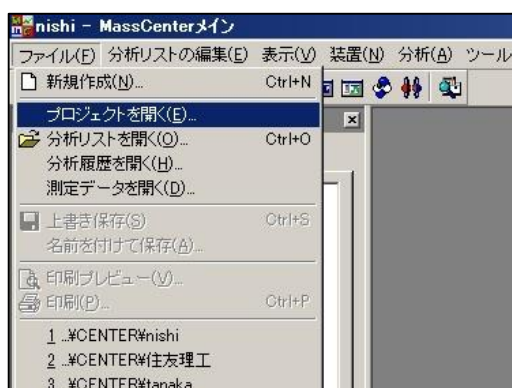 nishi - MassCenterメイン
ファイル(F) 分析リストの編集(E) 表示(V) 装置(N) 分析(A) ツール
新規作成(N)... Ctrl+N
プロジェクトを開く(E)...
分析リストを開く(O)... Ctrl+O
分析履歴を開く(H)...
測定データを開く(D)...
上書き保存(S) Ctrl+S
名前を付けて保存(A)...
印刷プレビュー(V)...
印刷(P)... Ctrl+P
1 ..¥CENTER¥nishi
2 ..¥CENTER¥住友理工
3 ..¥CENTER¥tanaka